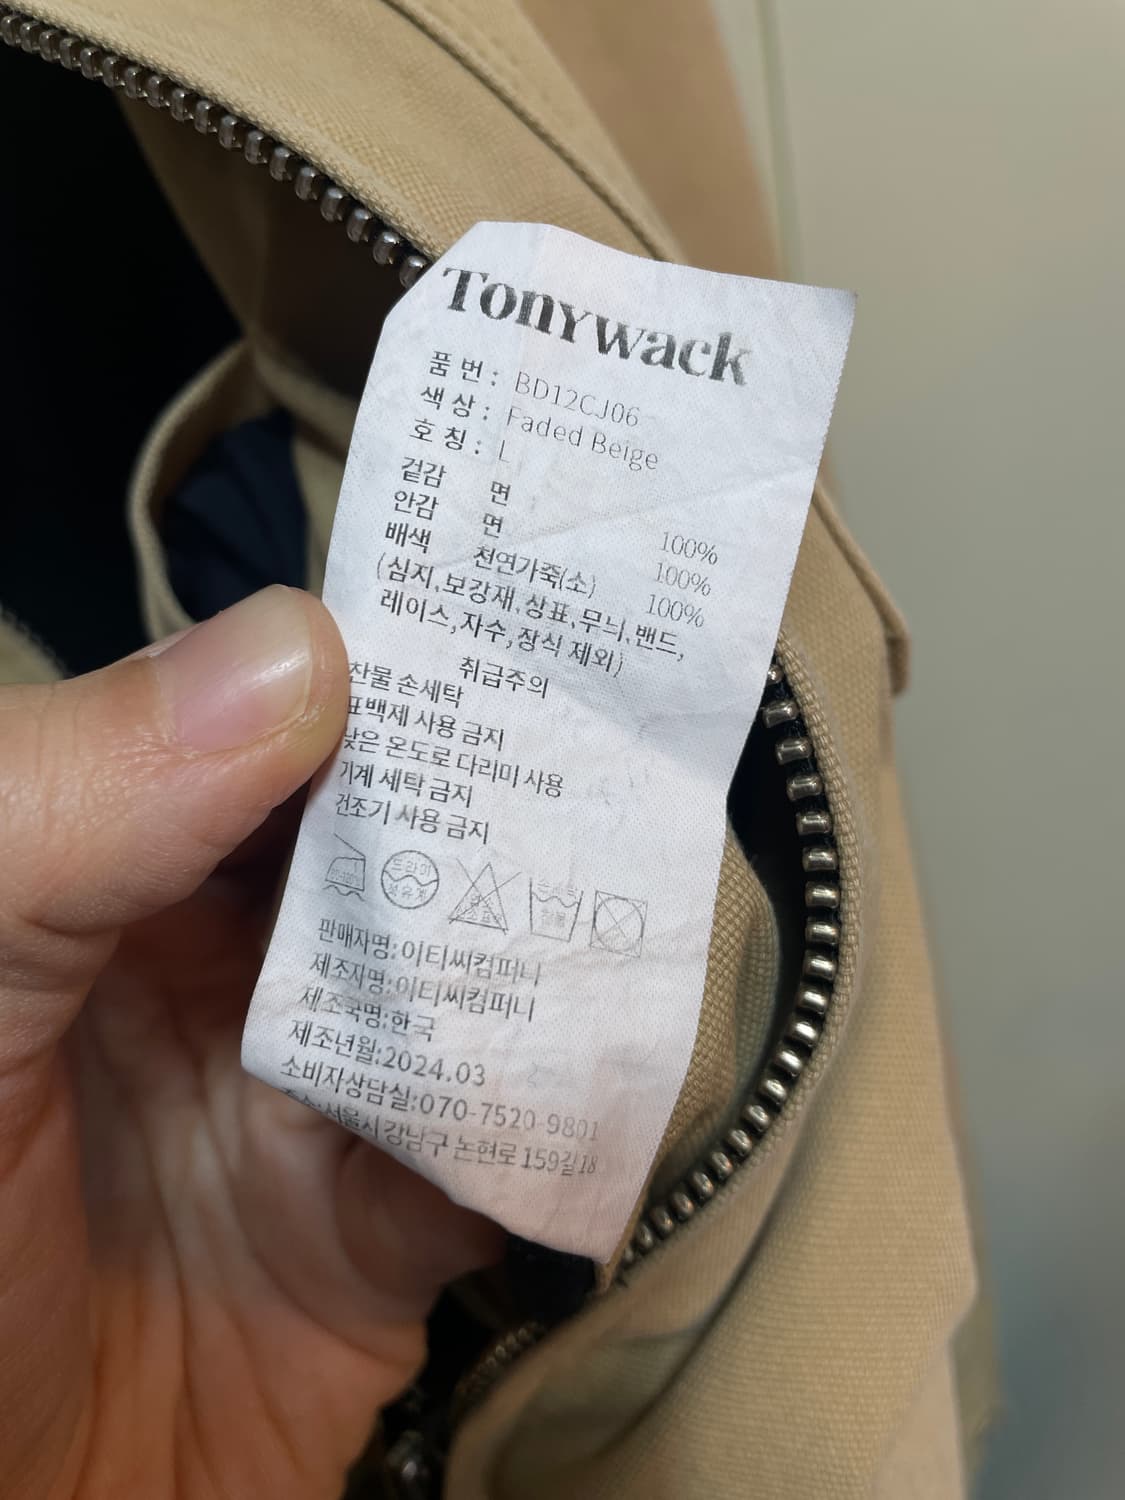 Tonywack
품 번 : BD12CJ06
색 상 : Faded Beige
호 칭 : L
겉감 면 100%
안감 면 100%
배색 천연가죽(소) 100%
(심지,보강재,상표,무늬,밴드,
레이스,자수,장식 제외)
취급주의
찬물 손세탁
표백제 사용 금지
낮은 온도로 다리미 사용
기계 세탁 금지
건조기 사용 금지
드라이
판매자명:이티씨컴퍼니
제조자명:이티씨컴퍼니
제조국명:한국
제조년월:2024.03
소비자상담실:070-7520-9801
주소:서울시 강남구 논현로159길18